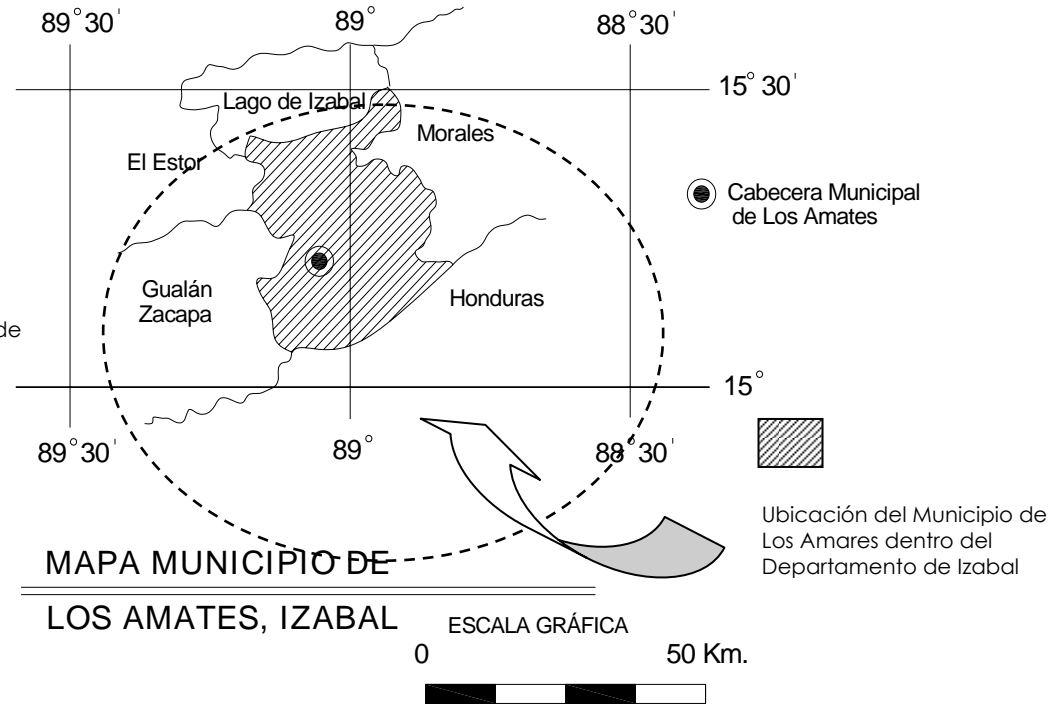 89°30'
89°
88°30'
15°30'
Lago de Izabal
Morales
El Estor
Cabecera Municipal
de Los Amates
Gualán
Zacapa
Honduras
de
15°
89°30'
89°
88°30'
Ubicación del Municipio de
Los Amares dentro del
Departamento de Izabal
MAPA MUNICIPIO DE
LOS AMATES, IZABAL
ESCALA GRÁFICA
0 50 Km.